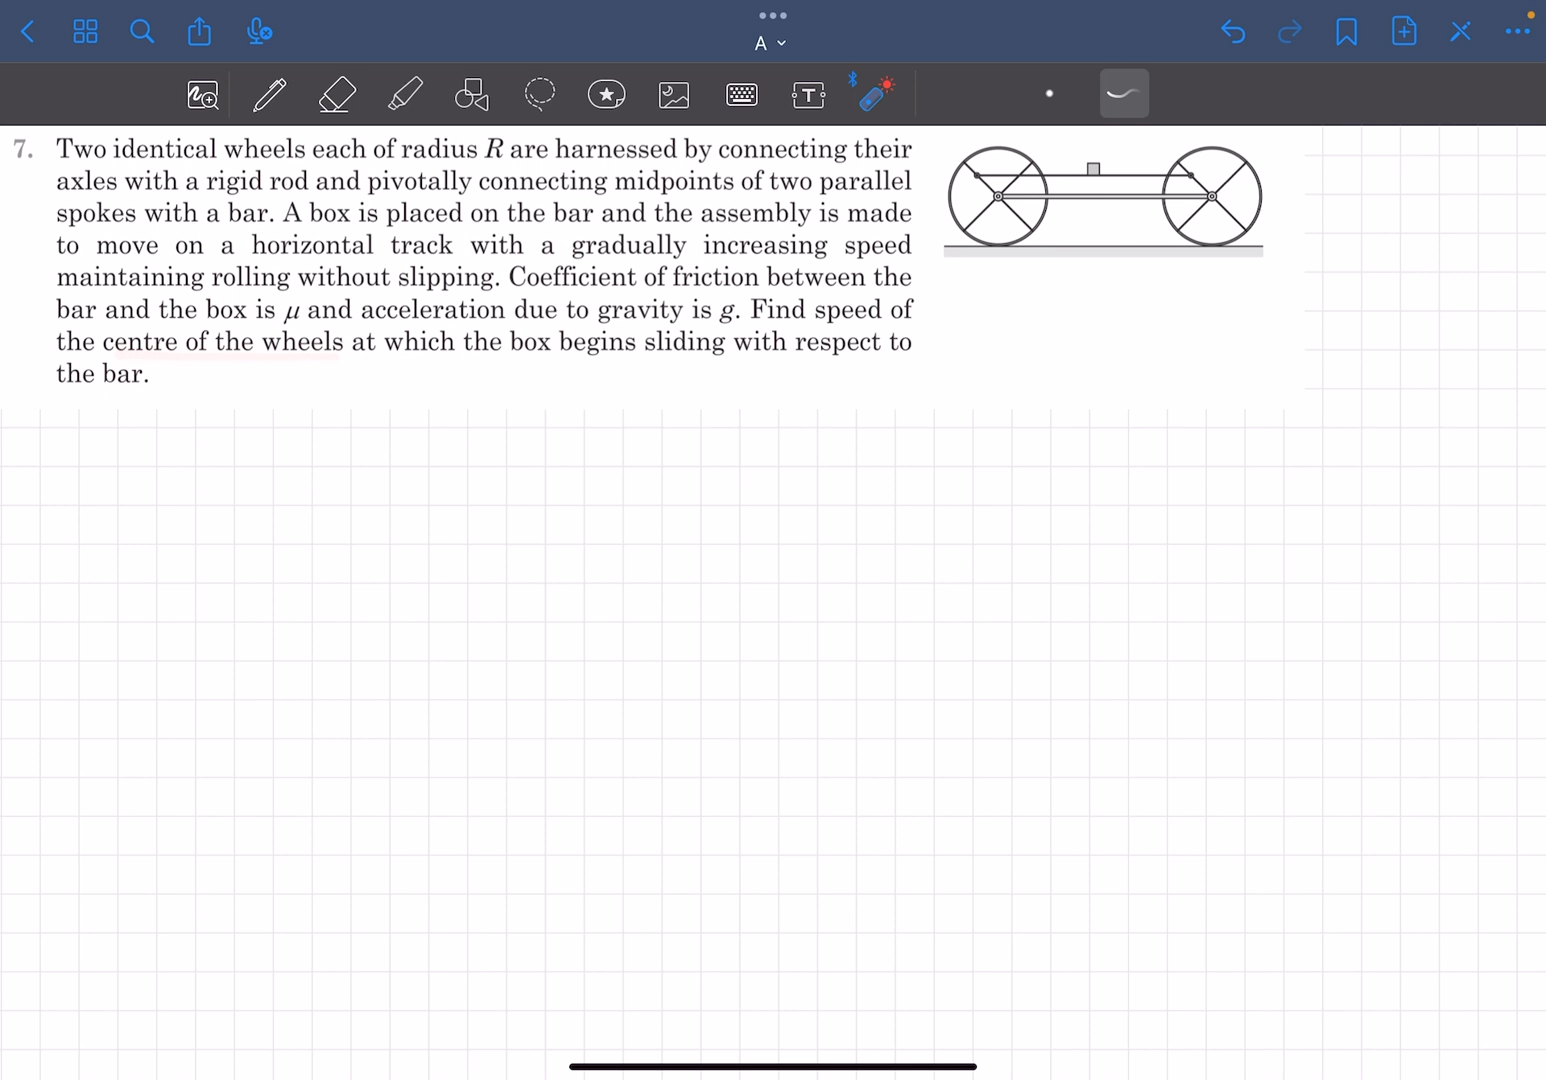 A
T
7. Two identical wheels each of radius R are harnessed by connecting their
axles with a rigid rod and pivotally connecting midpoints of two parallel
spokes with a bar. A box is placed on the bar and the assembly is made
to move on a horizontal track with a gradually increasing speed
maintaining rolling without slipping. Coefficient of friction between the
bar and the box is μ and acceleration due to gravity is g. Find speed of
the centre of the wheels at which the box begins sliding with respect to
the bar.